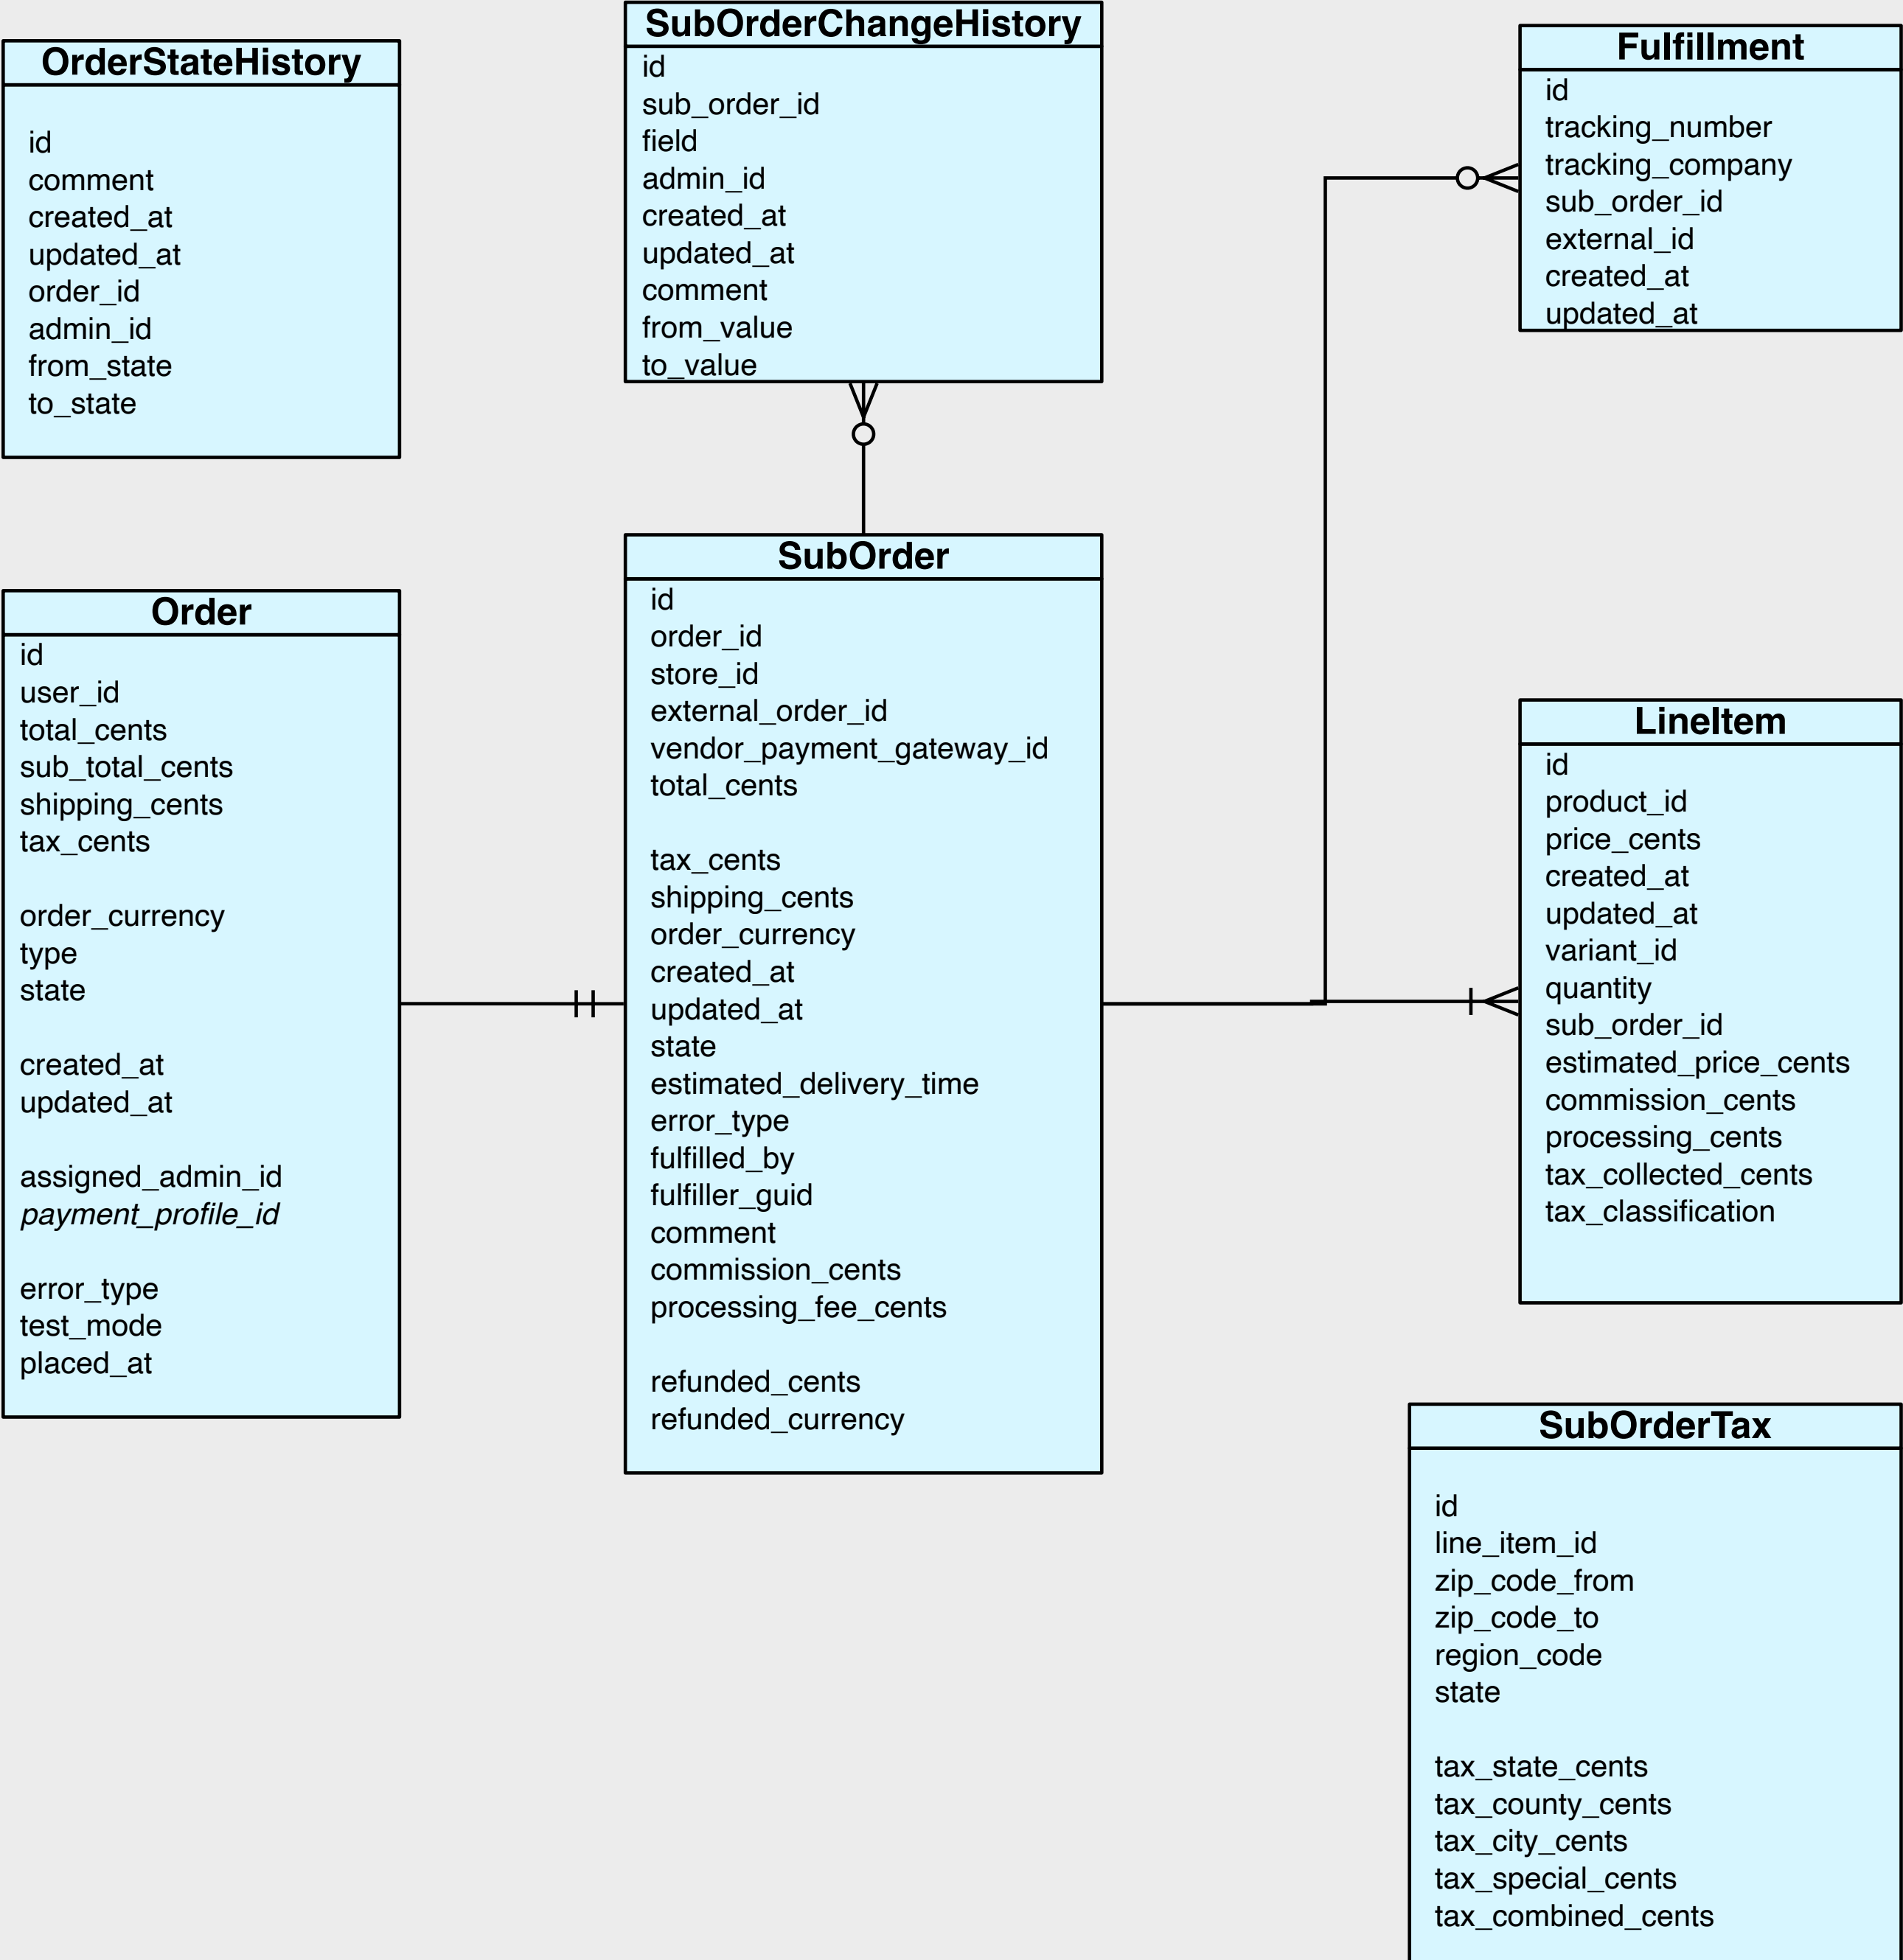 OrderStateHistory
id
comment
created_at
updated_at
order_id
admin_id
from_state
to_state
SubOrderChangeHistory
id
sub_order_id
field
admin_id
created_at
updated_at
comment
from_value
to_value
Fulfillment
id
tracking_number
tracking_company
sub_order_id
external_id
created_at
updated_at
Order
id
user_id
total_cents
sub_total_cents
shipping_cents
tax_cents
order_currency
type
state
created_at
updated_at
assigned_admin_id
payment_profile_id
error_type
test_mode
placed_at
SubOrder
id
order_id
store_id
external_order_id
vendor_payment_gateway_id
total_cents
tax_cents
shipping_cents
order_currency
created_at
updated_at
state
estimated_delivery_time
error_type
fulfilled_by
fulfiller_guid
comment
commission_cents
processing_fee_cents
refunded_cents
refunded_currency
LineItem
id
product_id
price_cents
created_at
updated_at
variant_id
quantity
sub_order_id
estimated_price_cents
commission_cents
processing_cents
tax_collected_cents
tax_classification
SubOrderTax
id
line_item_id
zip_code_from
zip_code_to
region_code
state
tax_state_cents
tax_county_cents
tax_city_cents
tax_special_cents
tax_combined_cents